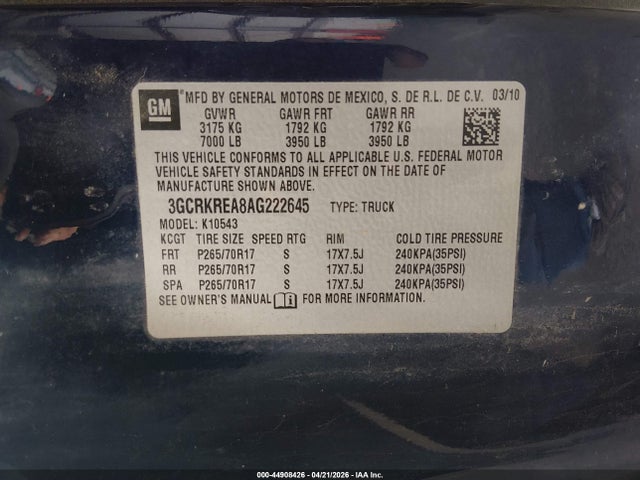 GM MFD BY GENERAL MOTORS DE MEXICO, S. DE R.L. DE C.V. 03/10
GVWR GAWR FRT GAWR RR
3175 KG 1792 KG 1792 KG
7000 LB 3950 LB 3950 LB
THIS VEHICLE CONFORMS TO ALL APPLICABLE U.S. FEDERAL MOTOR
VEHICLE SAFETY STANDARDS IN EFFECT ON THE DATE OF
MANUFACTURE SHOWN ABOVE.
3GCRKREA8AG222645 TYPE: TRUCK
MODEL: K10543
KCGT TIRE SIZE SPEED RTG RIM COLD TIRE PRESSURE
FRT P265/70R17 S 17X7.5J 240KPA(35PSI)
RR P265/70R17 S 17X7.5J 240KPA(35PSI)
SPA P265/70R17 S 17X7.5J 240KPA(35PSI)
SEE OWNER'S MANUAL FOR MORE INFORMATION.
000-44908426 - 04/21/2026 - IAA Inc.